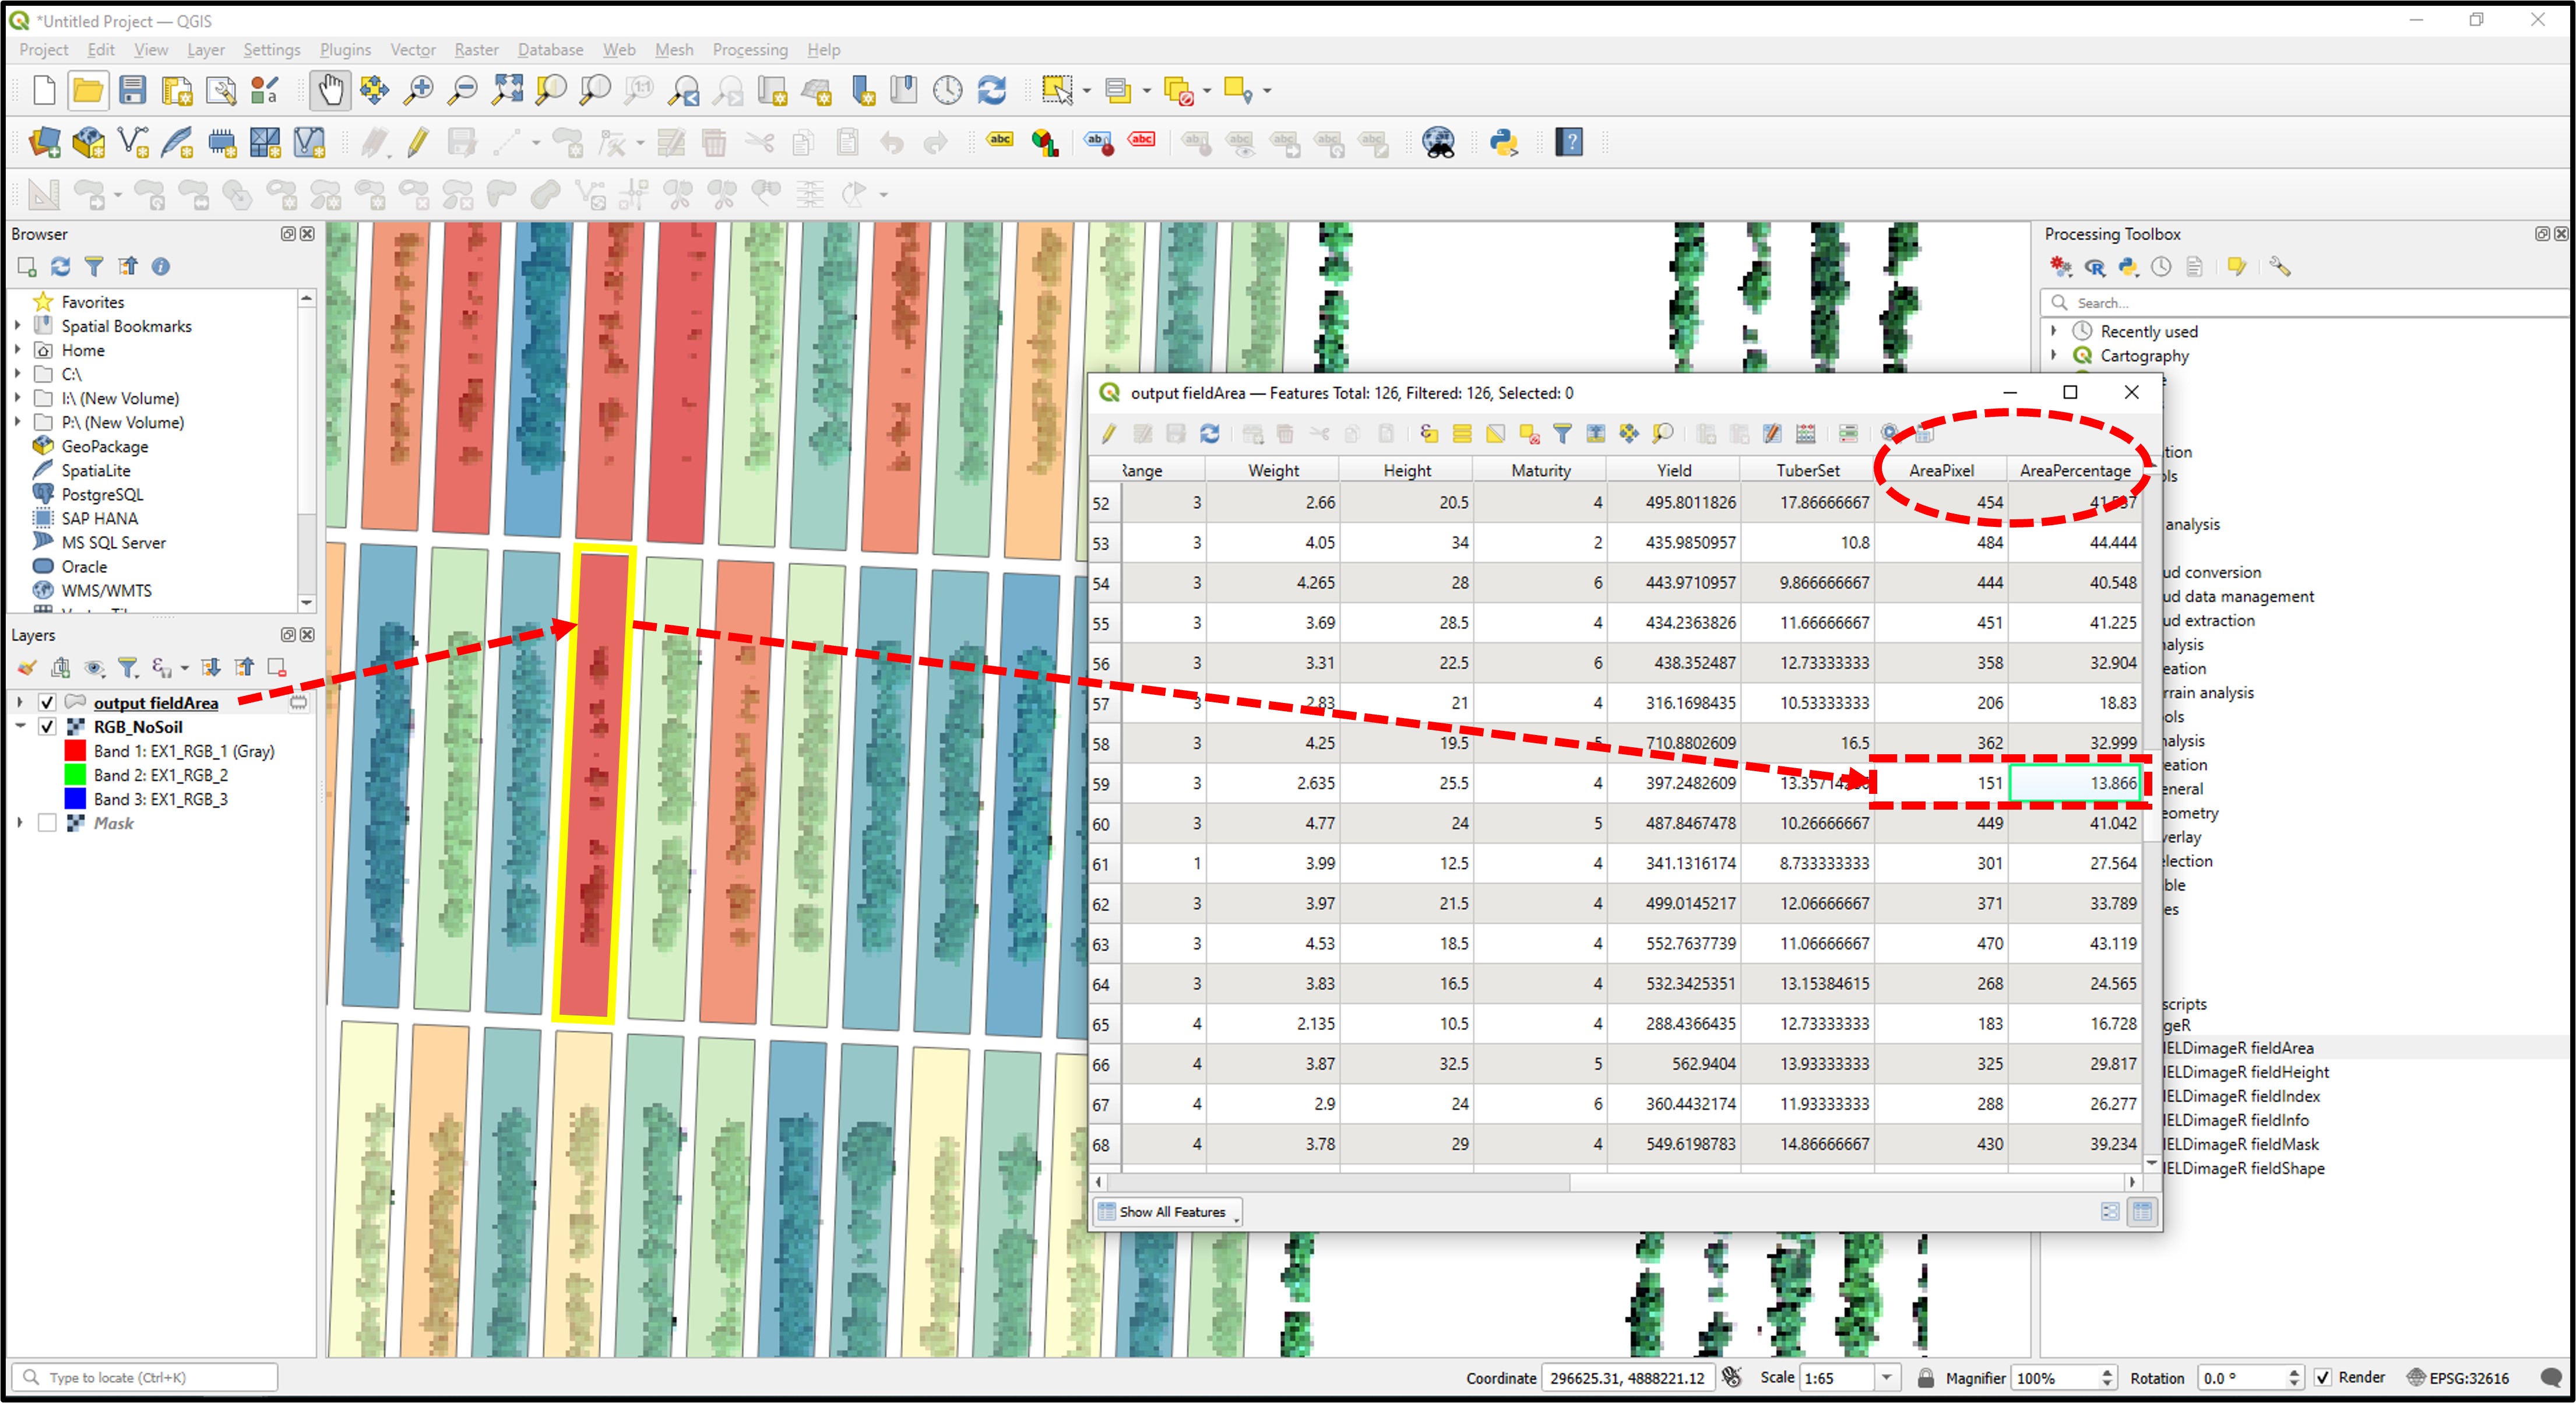 *Untitled Project — QGIS
Project Edit View Layer Settings Plugins Vector Raster Database Web Mesh Processing Help
Browser
Favorites
Spatial Bookmarks
Home
C:\
I:\ (New Volume)
P:\ (New Volume)
GeoPackage
SpatiaLite
PostgreSQL
SAP HANA
MS SQL Server
Oracle
WMS/WMTS
Layers
output fieldArea
RGB_NoSoil
Band 1: EX1_RGB_1 (Gray)
Band 2: EX1_RGB_2
Band 3: EX1_RGB_3
Mask
output fieldArea — Features Total: 126, Filtered: 126, Selected: 0
Range Weight Height Maturity Yield TuberSet AreaPixel AreaPercentage
52 3 2.66 20.5 4 495.8011826 17.86666667 454
53 3 4.05 34 2 435.9850957 10.8 484 44.444
54 3 4.265 28 6 443.9710957 9.866666667 444 40.548
55 3 3.69 28.5 4 434.2363826 11.66666667 451 41.225
56 3 3.31 22.5 6 438.352487 12.73333333 358 32.904
57 3 2.83 21 4 316.1698435 10.53333333 206 18.83
58 3 4.25 19.5 5 710.8802609 16.5 362 32.999
59 3 2.635 25.5 4 397.2482609 151 13.866
60 3 4.77 24 5 487.8467478 10.26666667 449 41.042
61 1 3.99 12.5 4 341.1316174 8.733333333 301 27.564
62 3 3.97 21.5 4 499.0145217 12.06666667 371 33.789
63 3 4.53 18.5 4 552.7637739 11.06666667 470 43.119
64 3 3.83 16.5 4 532.3425351 13.15384615 268 24.565
65 4 2.135 10.5 4 288.4366435 12.73333333 183 16.728
66 4 3.87 32.5 5 562.9404 13.93333333 325 29.817
67 4 2.9 24 6 360.4432174 11.93333333 288 26.277
68 4 3.78 29 4 549.6198783 14.86666667 430 39.234
Show All Features
Processing Toolbox
Search...
Recently used
Cartography
e
tion
ols
analysis
ud conversion
ud data management
ud extraction
nalysis
eation
rrain analysis
ols
nalysis
eation
eneral
eometry
verlay
election
ble
es
scripts
geR
IELDimageR fieldArea
IELDimageR fieldHeight
IELDimageR fieldIndex
IELDimageR fieldInfo
IELDimageR fieldMask
IELDimageR fieldShape
Type to locate (Ctrl+K) Coordinate 296625.31, 4888221.12 Scale 1:65 Magnifier 100% Rotation 0.0 ° Render EPSG:32616